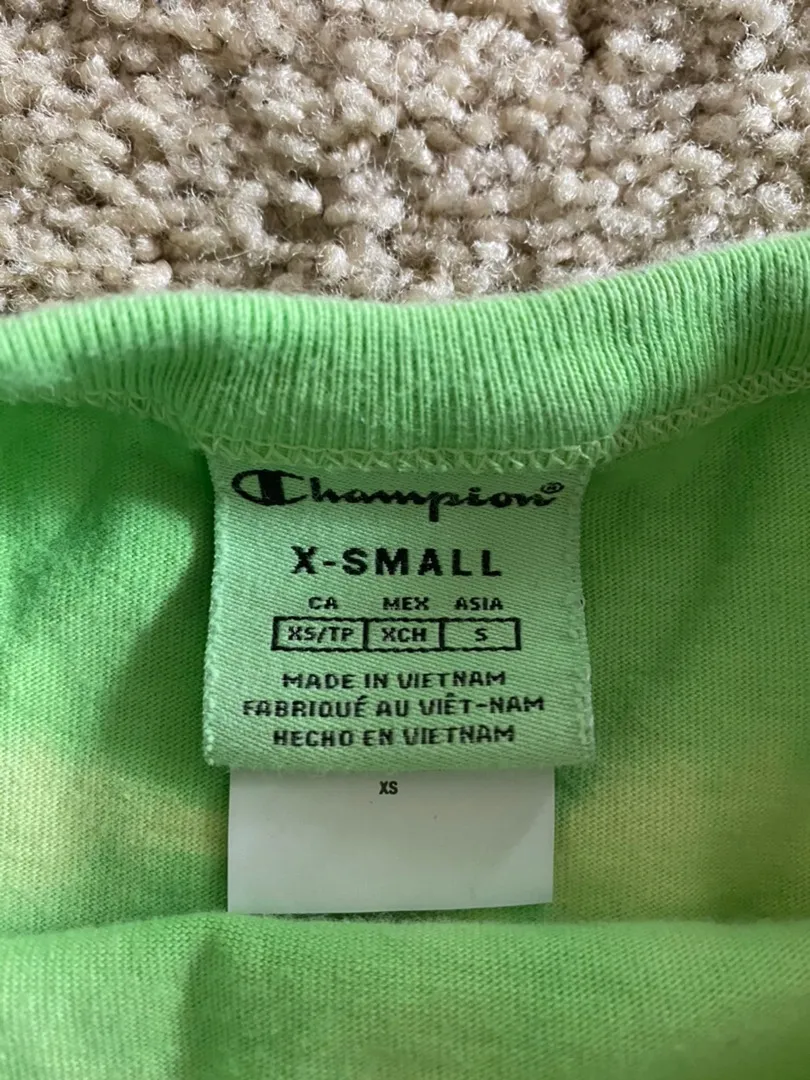 Champion®
X-SMALL
CA MEX ASIA
XS/TP XCH S
MADE IN VIETNAM
FABRIQUÉ AU VIÊT-NAM
HECHO EN VIETNAM
XS